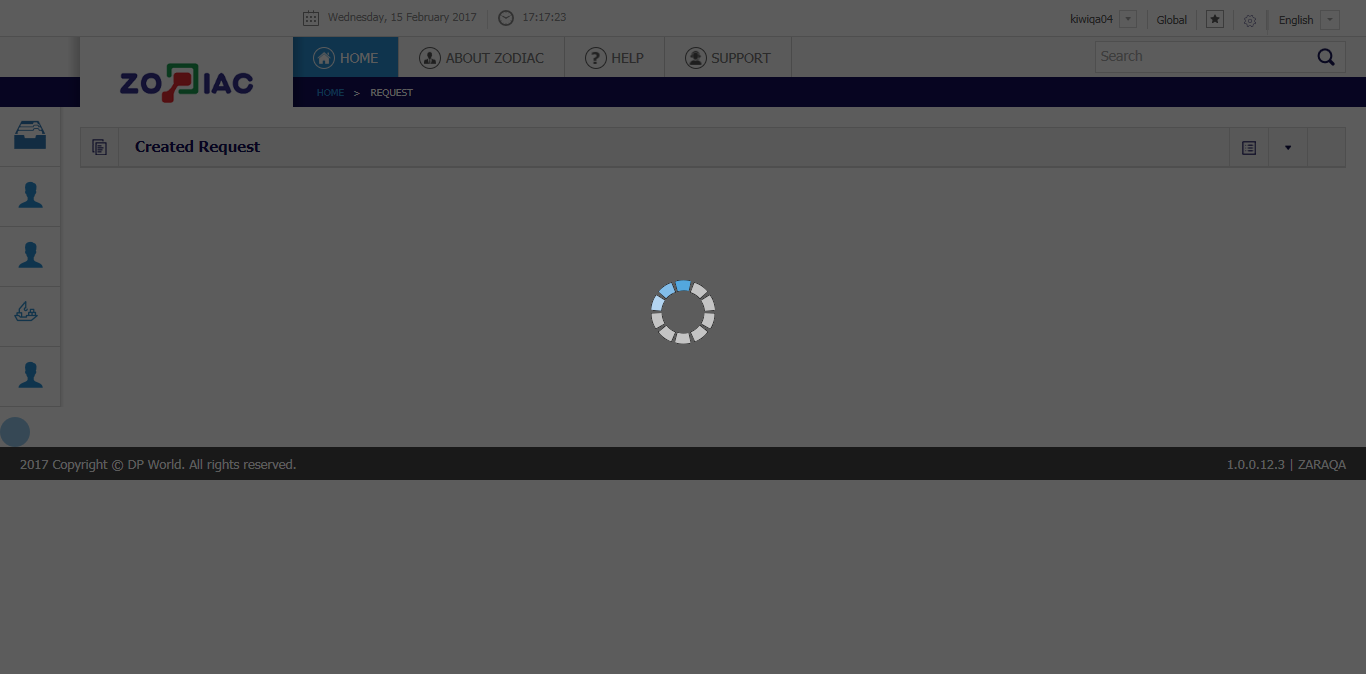 Wednesday, 15 February 2017 17:17:23 kiwiqa04 Global English
ZODIAC HOME ABOUT ZODIAC HELP SUPPORT Search
HOME > REQUEST
Created Request
2017 Copyright © DP World. All rights reserved. 1.0.0.12.3 | ZARAQA